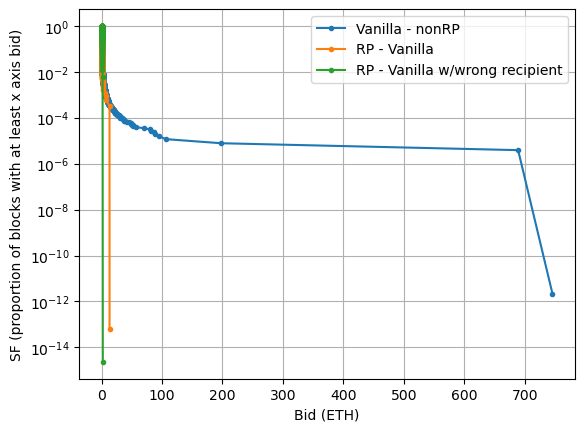 Vanilla - nonRP
RP - Vanilla
RP - Vanilla w/wrong recipient
SF (proportion of blocks with at least x axis bid)
10⁰
10⁻²
10⁻⁴
10⁻⁶
10⁻⁸
10⁻¹⁰
10⁻¹²
10⁻¹⁴
0 100 200 300 400 500 600 700
Bid (ETH)